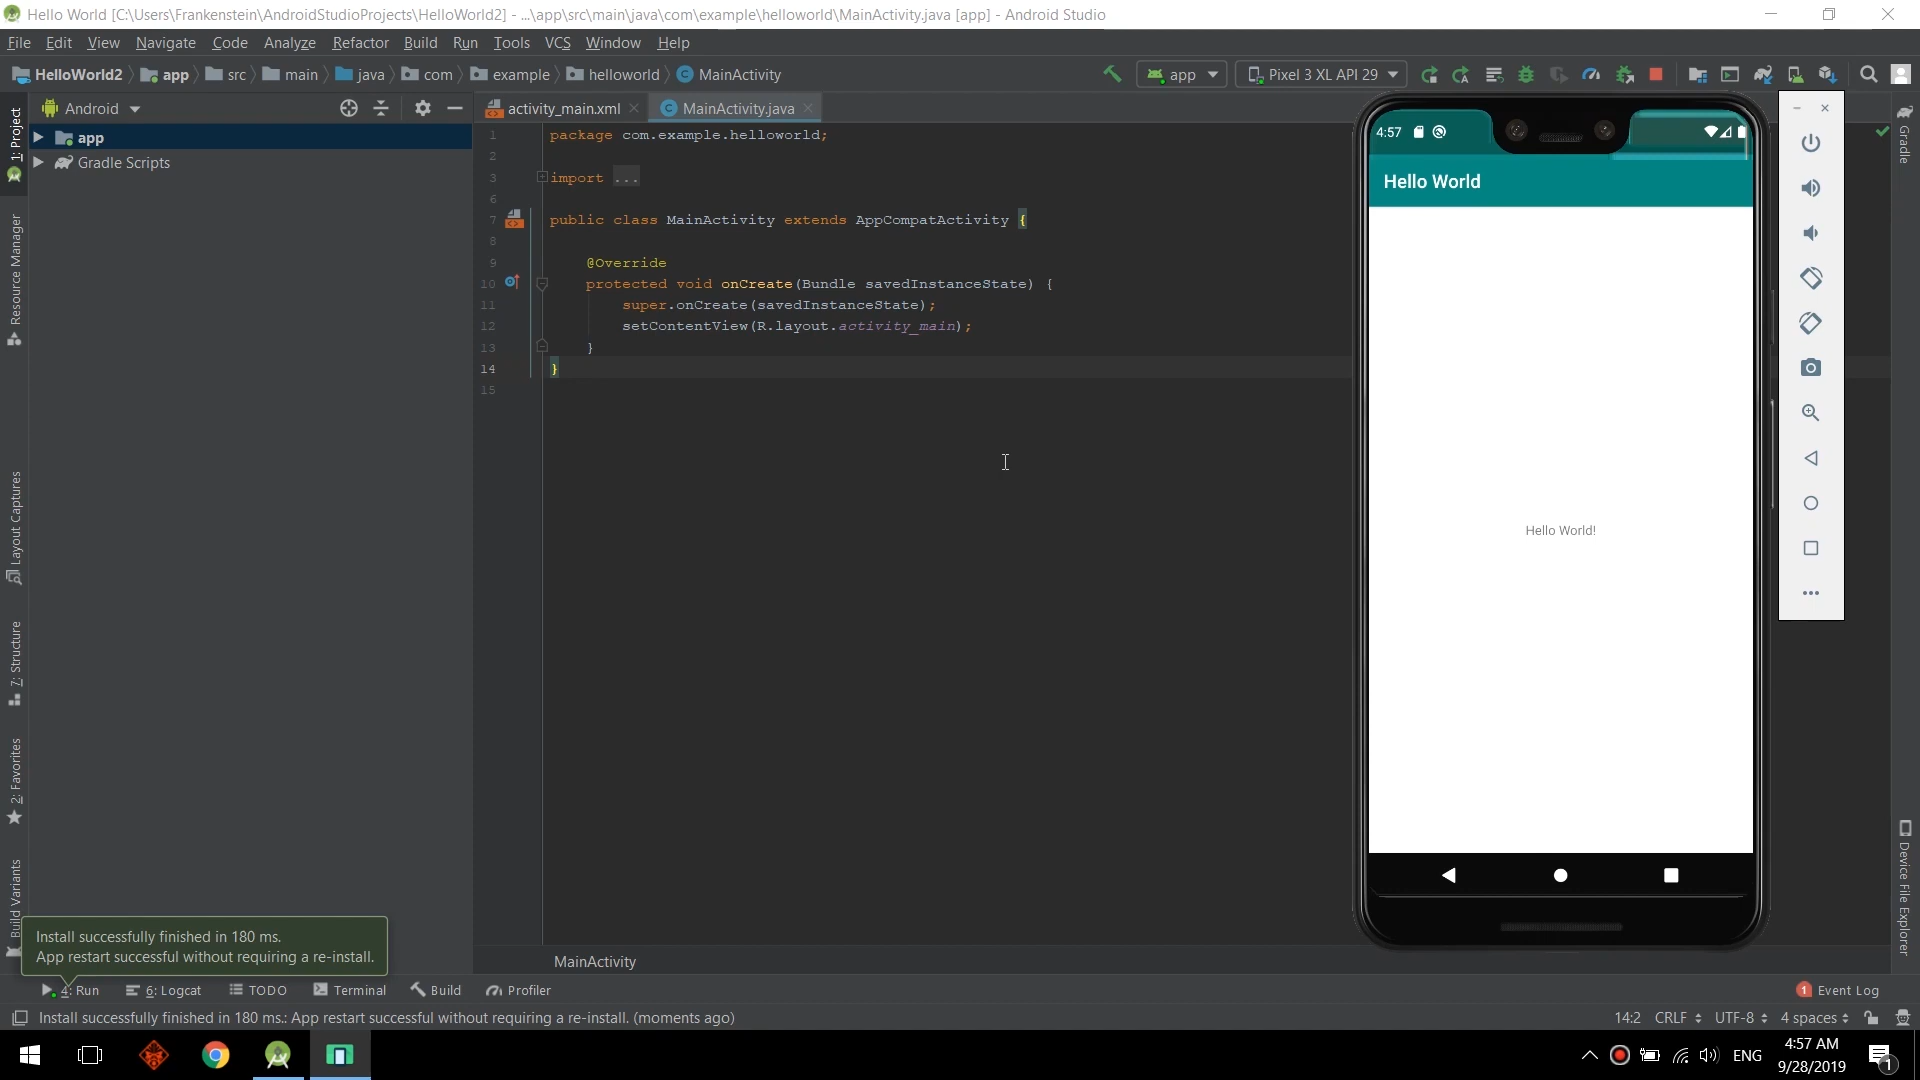 Hello World [C:\Users\Frankenstein\AndroidStudioProjects\HelloWorld2] - ...\app\src\main\java\com\example\helloworld\MainActivity.java [app] - Android Studio
File Edit View Navigate Code Analyze Refactor Build Run Tools VCS Window Help
HelloWorld2 app src main java com example helloworld MainActivity app Pixel 3 XL API 29
Android
activity_main.xml MainActivity.java
app
Gradle Scripts
1: Project
Resource Manager
Layout Captures
7: Structure
2: Favorites
Build Variants
1 package com.example.helloworld;
2
3 import ...
6
7 public class MainActivity extends AppCompatActivity {
8
9 @Override
10 protected void onCreate(Bundle savedInstanceState) {
11 super.onCreate(savedInstanceState);
12 setContentView(R.layout.activity_main);
13 }
14 }
15
4:57
Hello World
Hello World!
Gradle
Device File Explorer
Install successfully finished in 180 ms.
App restart successful without requiring a re-install.
MainActivity
4: Run 6: Logcat TODO Terminal Build Profiler 1 Event Log
Install successfully finished in 180 ms.: App restart successful without requiring a re-install. (moments ago) 14:2 CRLF UTF-8 4 spaces
ENG
4:57 AM
9/28/2019
1